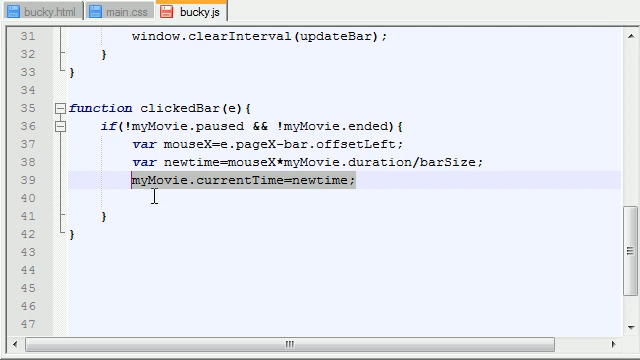 bucky.html main.css bucky.js
31 window.clearInterval(updateBar);
32 }
33 }
34
35 function clickedBar(e){
36 if(!myMovie.paused && !myMovie.ended){
37 var mouseX=e.pageX-bar.offsetLeft;
38 var newtime=mouseX*myMovie.duration/barSize;
39 myMovie.currentTime=newtime;
40
41 }
42 }
43
44
45
46
47